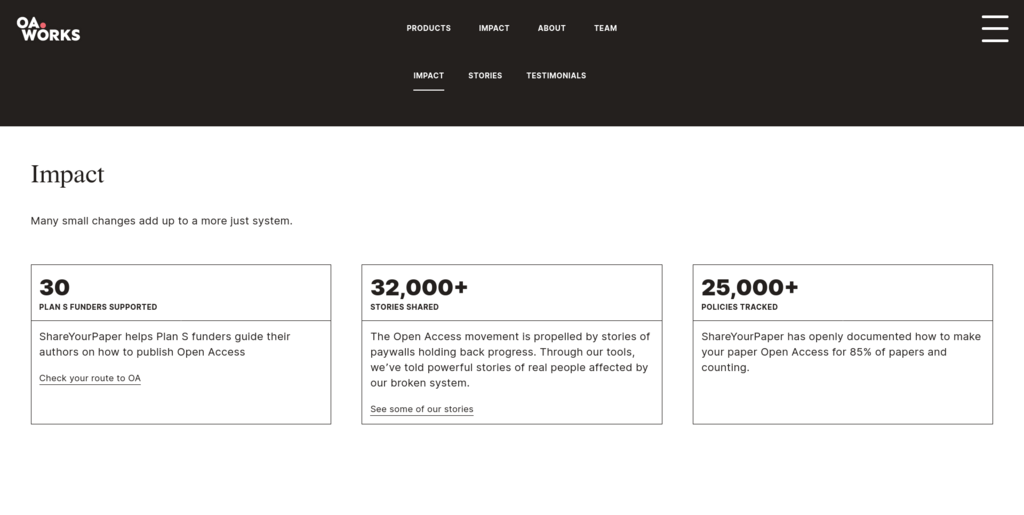 OA.
WORKS
PRODUCTS IMPACT ABOUT TEAM
IMPACT STORIES TESTIMONIALS
Impact
Many small changes add up to a more just system.
30
PLAN S FUNDERS SUPPORTED
ShareYourPaper helps Plan S funders guide their
authors on how to publish Open Access
Check your route to OA
32,000+
STORIES SHARED
The Open Access movement is propelled by stories of
paywalls holding back progress. Through our tools,
we’ve told powerful stories of real people affected by
our broken system.
See some of our stories
25,000+
POLICIES TRACKED
ShareYourPaper has openly documented how to make
your paper Open Access for 85% of papers and
counting.